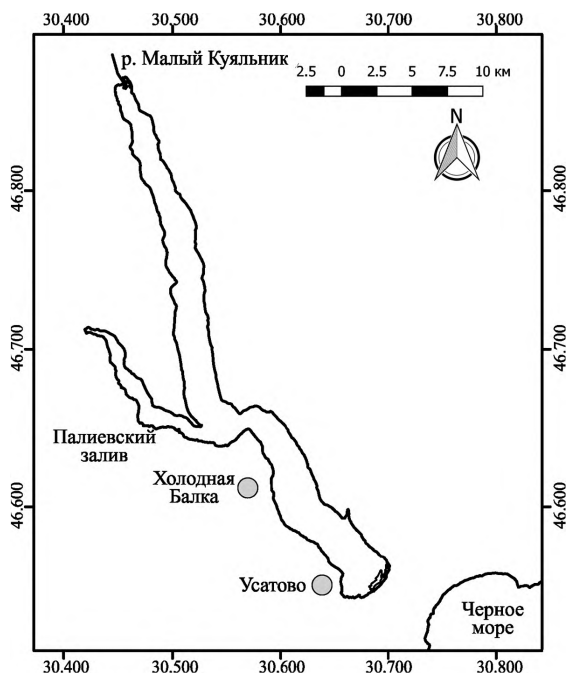 30.400 30.500 30.600 30.700 30.800
р. Малый Куяльник
2.5 0 2.5 5 7.5 10 км
N
46.800 46.800
46.700 46.700
Палиевский
залив
Холодная
Балка
46.600 46.600
Усатово
Черное
море
30.400 30.500 30.600 30.700 30.800